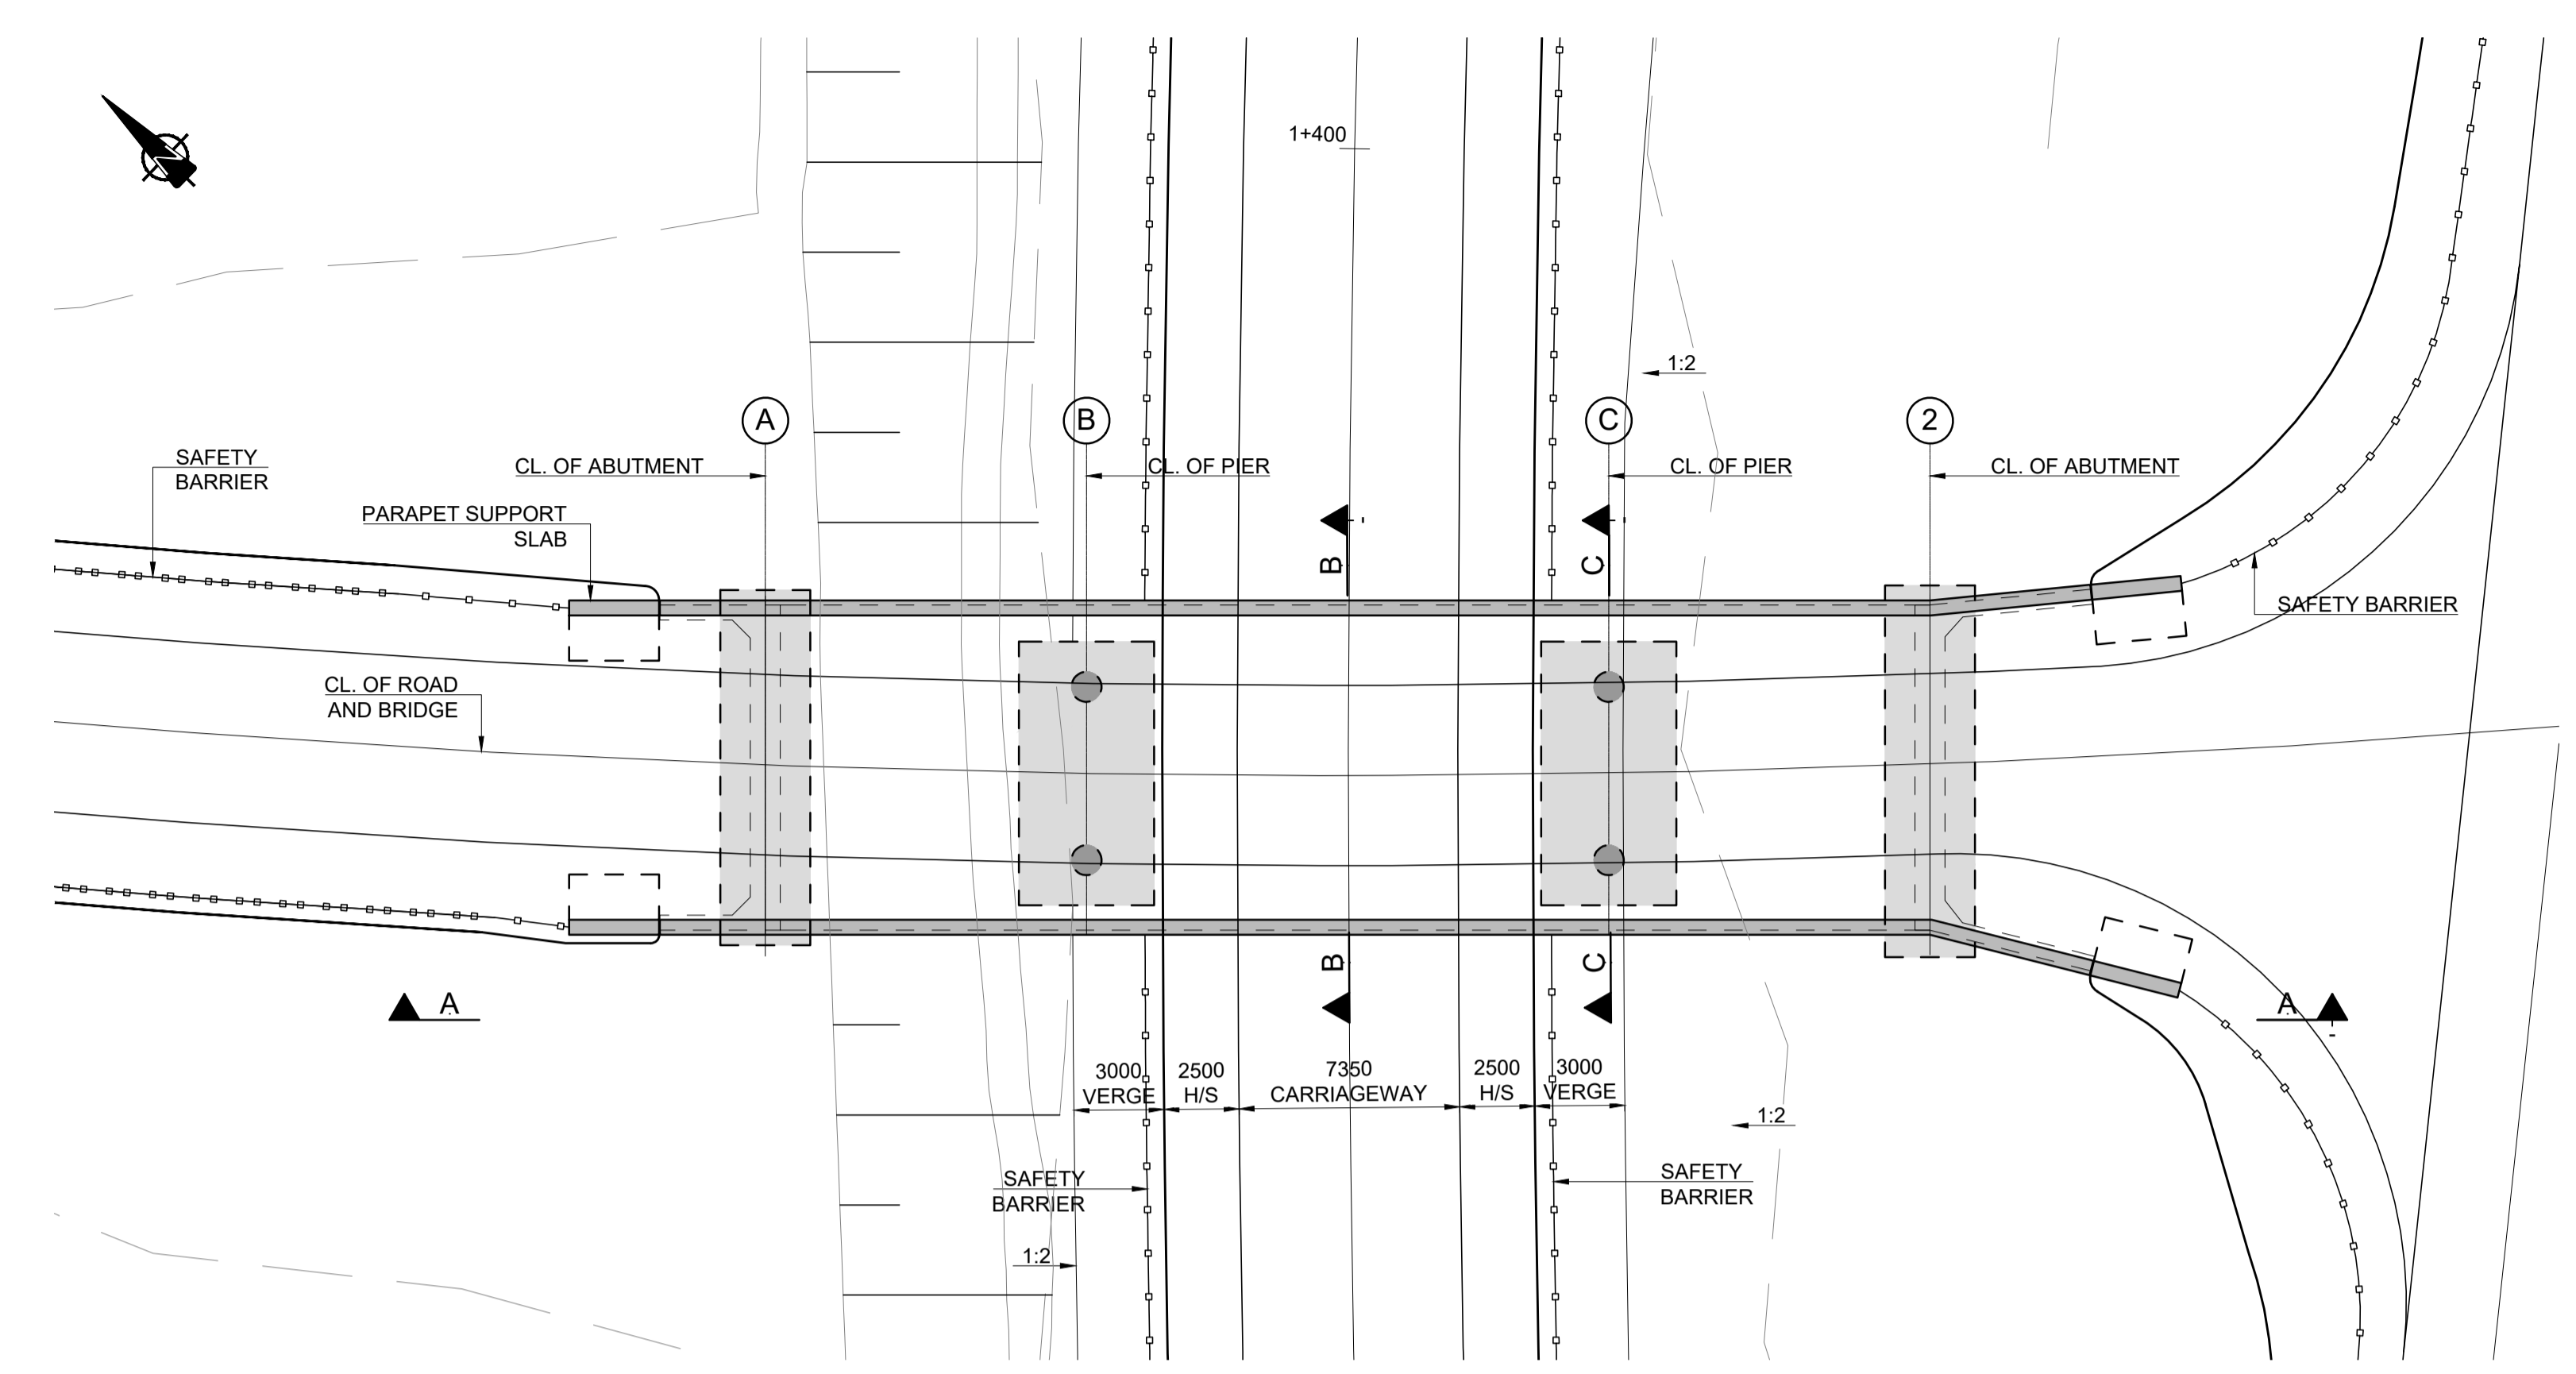 N
1+400
1:2
A
B
C
2
SAFETY
BARRIER
CL. OF ABUTMENT
CL. OF PIER
CL. OF PIER
CL. OF ABUTMENT
PARAPET SUPPORT
SLAB
B
C
SAFETY BARRIER
CL. OF ROAD
AND BRIDGE
B
C
A
A
3000
VERGE
2500
H/S
7350
CARRIAGEWAY
2500
H/S
3000
VERGE
1:2
SAFETY
BARRIER
SAFETY
BARRIER
1:2